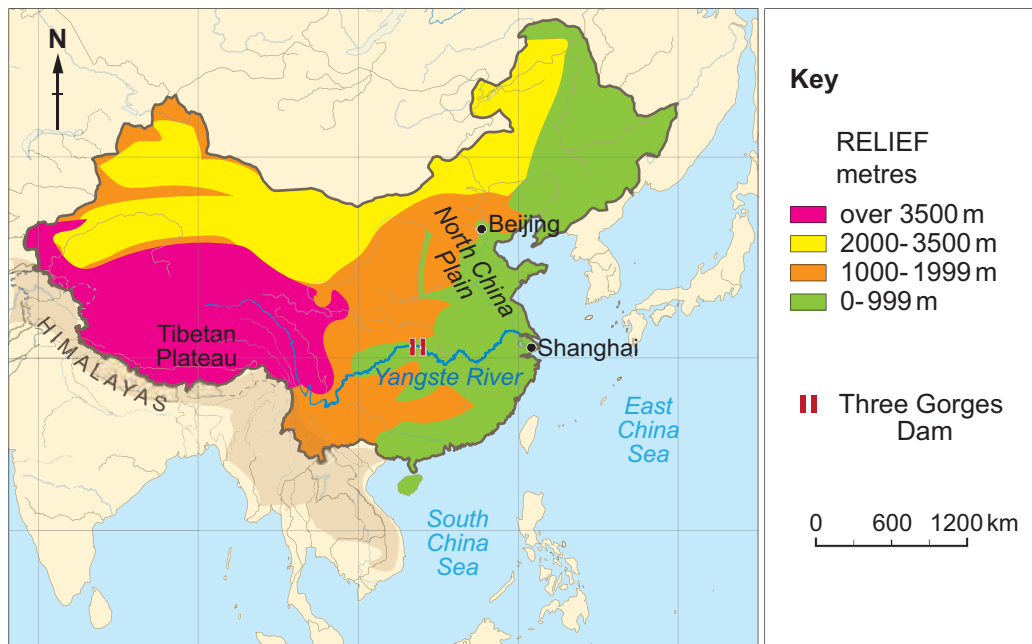 N
Beijing
North China
Plain
Tibetan
Plateau
HIMALAYAS
Shanghai
Yangste River
East
China
Sea
South
China
Sea
Key
RELIEF
metres
over 3500 m
2000-3500 m
1000-1999 m
0-999 m
Three Gorges
Dam
0 600 1200 km